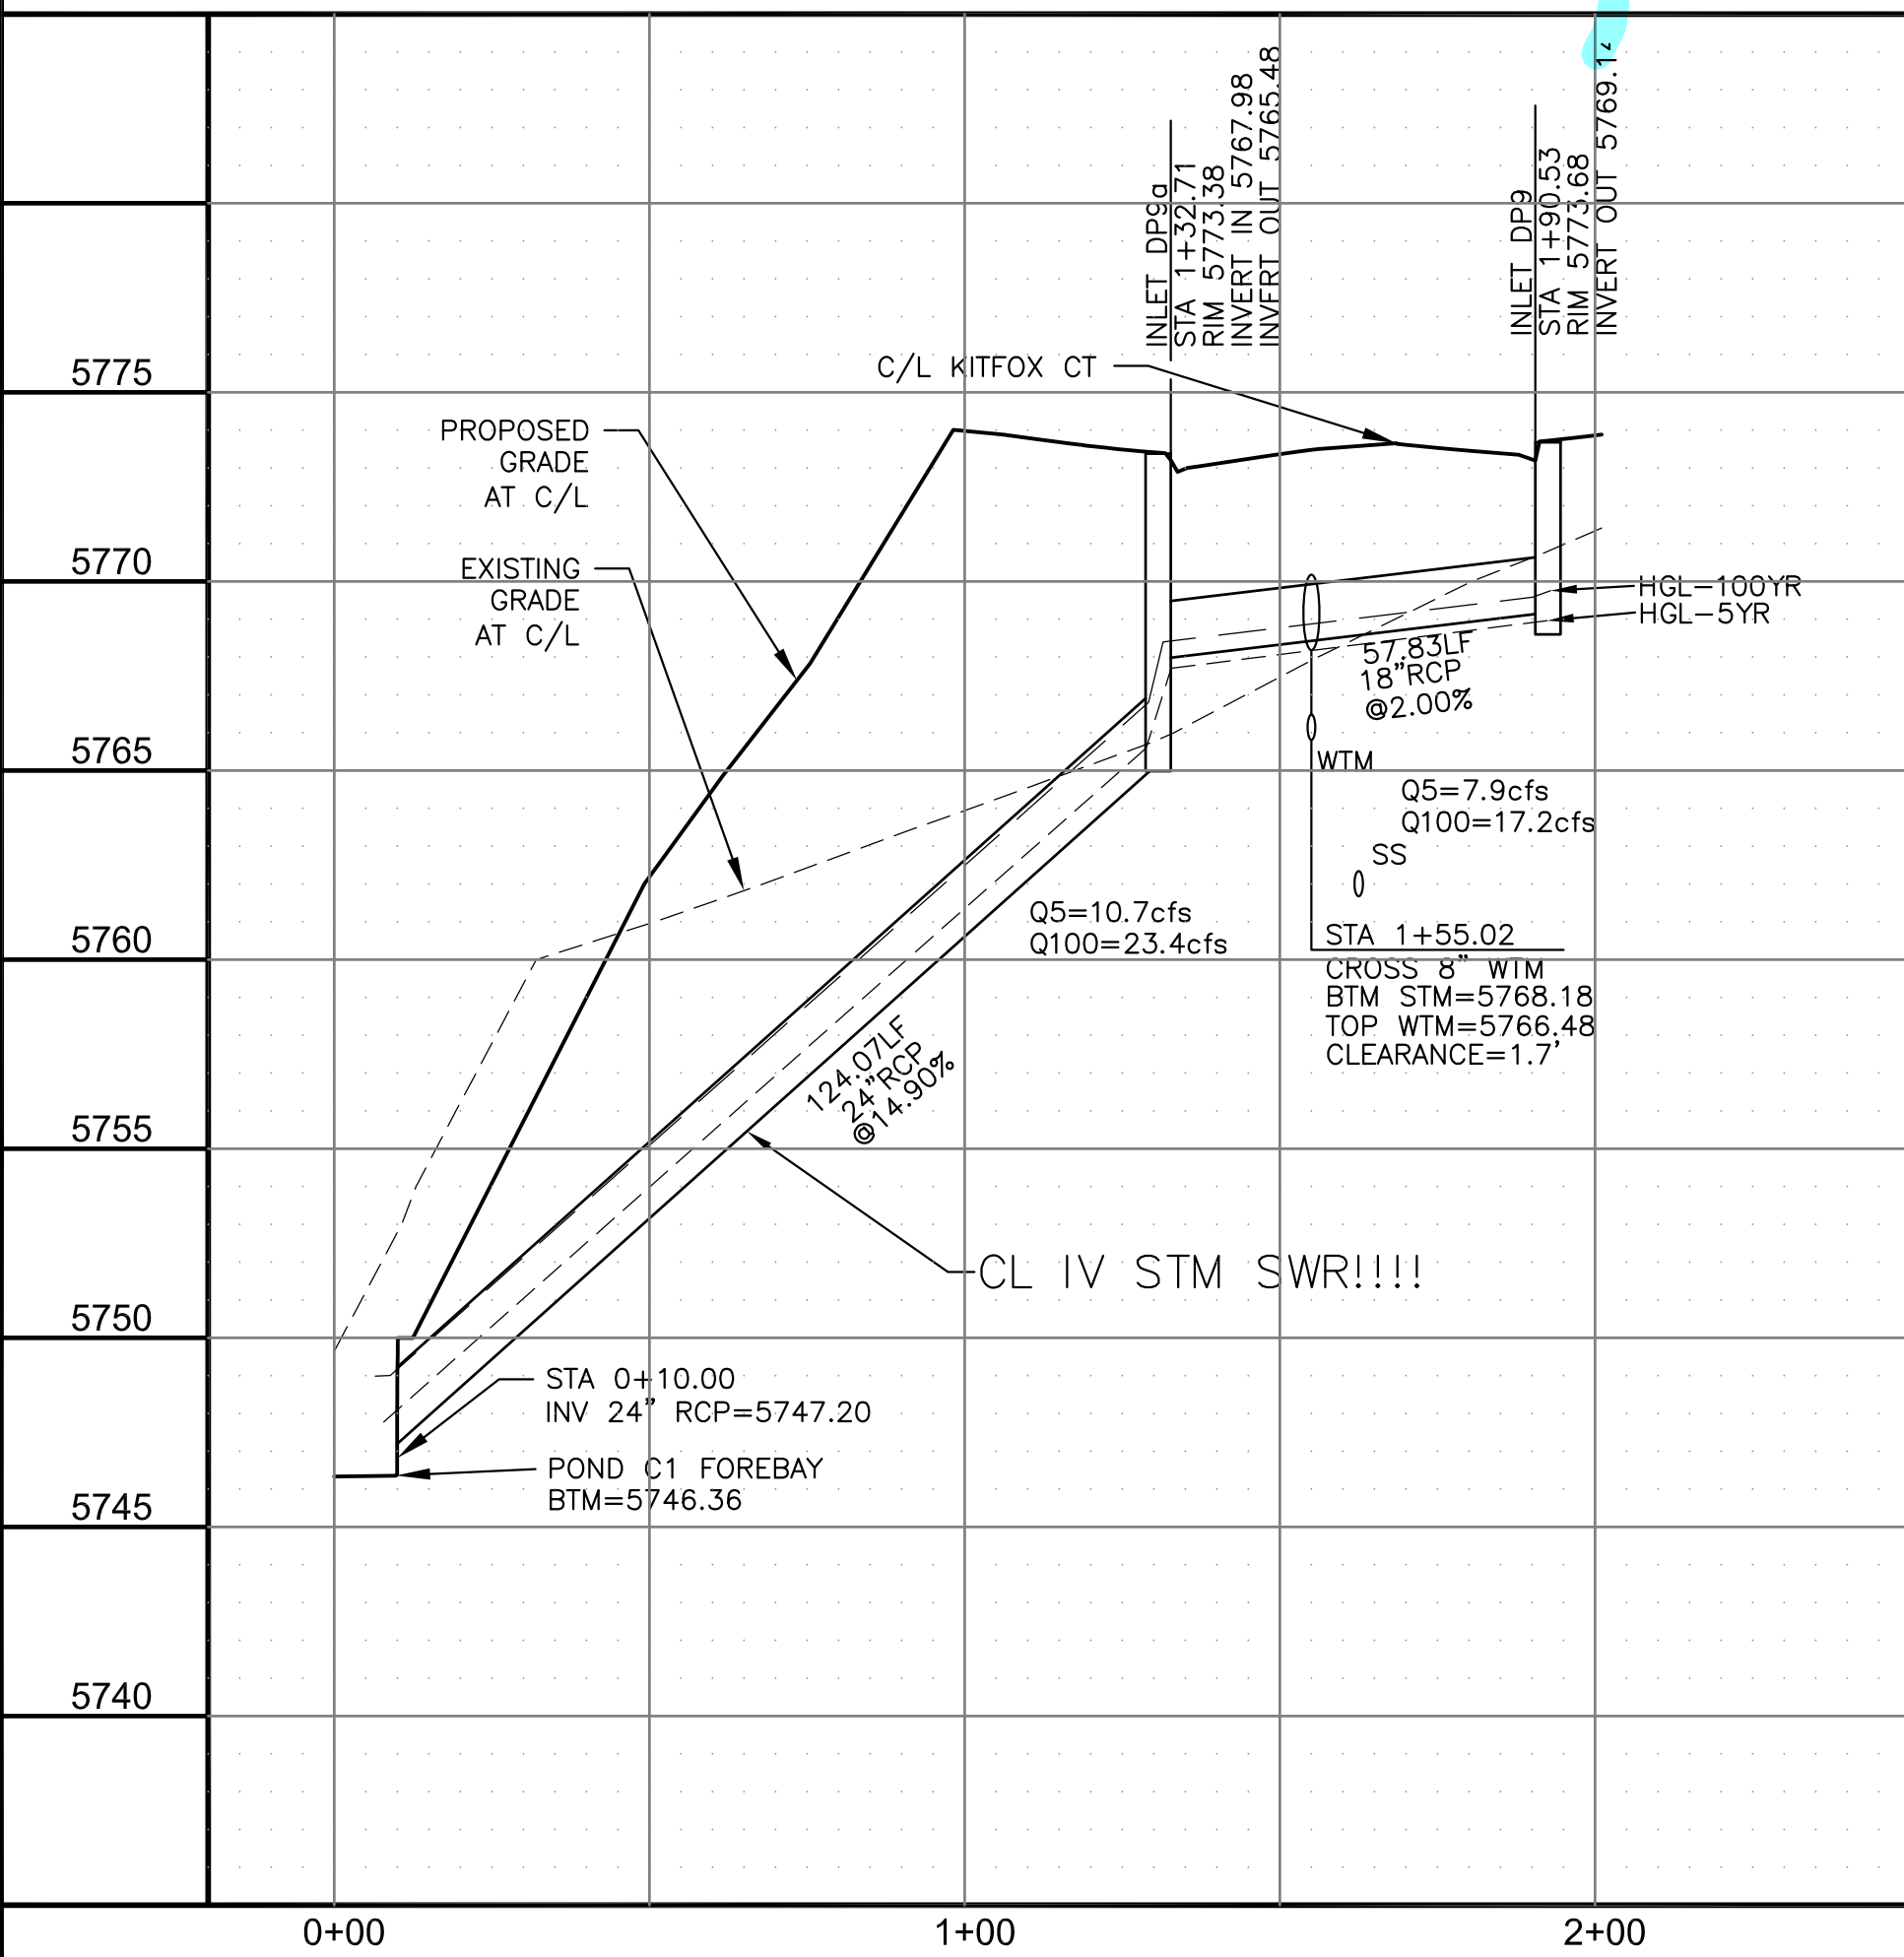 INLET DP9a
STA 1+32.71
RIM 5773.38
INVERT IN 5767.98
INVERT OUT 5765.48
INLET DP9
STA 1+90.53
RIM 5773.68
INVERT OUT
C/L KITFOX CT
PROPOSED
GRADE
AT C/L
EXISTING
GRADE
AT C/L
HGL-100YR
HGL-5YR
57.83LF
18"RCP
@2.00%
WTM
Q5=7.9cfs
Q100=17.2cfs
SS
Q5=10.7cfs
Q100=23.4cfs
STA 1+55.02
CROSS 8" WTM
BTM STM=5768.18
TOP WTM=5766.48
CLEARANCE=1.7'
124.07LF
24"RCP
@14.90%
CL IV STM SWR!!!!
STA 0+10.00
INV 24" RCP=5747.20
POND C1 FOREBAY
BTM=5746.36
5775
5770
5765
5760
5755
5750
5745
5740
0+00
1+00
2+00